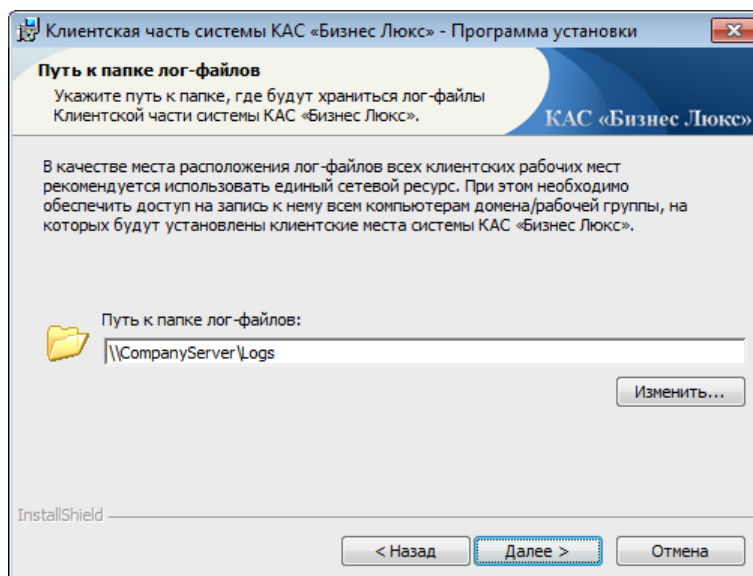 Клиентская часть системы КАС «Бизнес Люкс» - Программа установки
Путь к папке лог-файлов
Укажите путь к папке, где будут храниться лог-файлы
Клиентской части системы КАС «Бизнес Люкс».
КАС «Бизнес Люкс»
В качестве места расположения лог-файлов всех клиентских рабочих мест
рекомендуется использовать единый сетевой ресурс. При этом необходимо
обеспечить доступ на запись к нему всем компьютерам домена/рабочей группы, на
которых будут установлены клиентские места системы КАС «Бизнес Люкс».
Путь к папке лог-файлов:
\\CompanyServer\Logs
Изменить...
InstallShield
< Назад
Далее >
Отмена